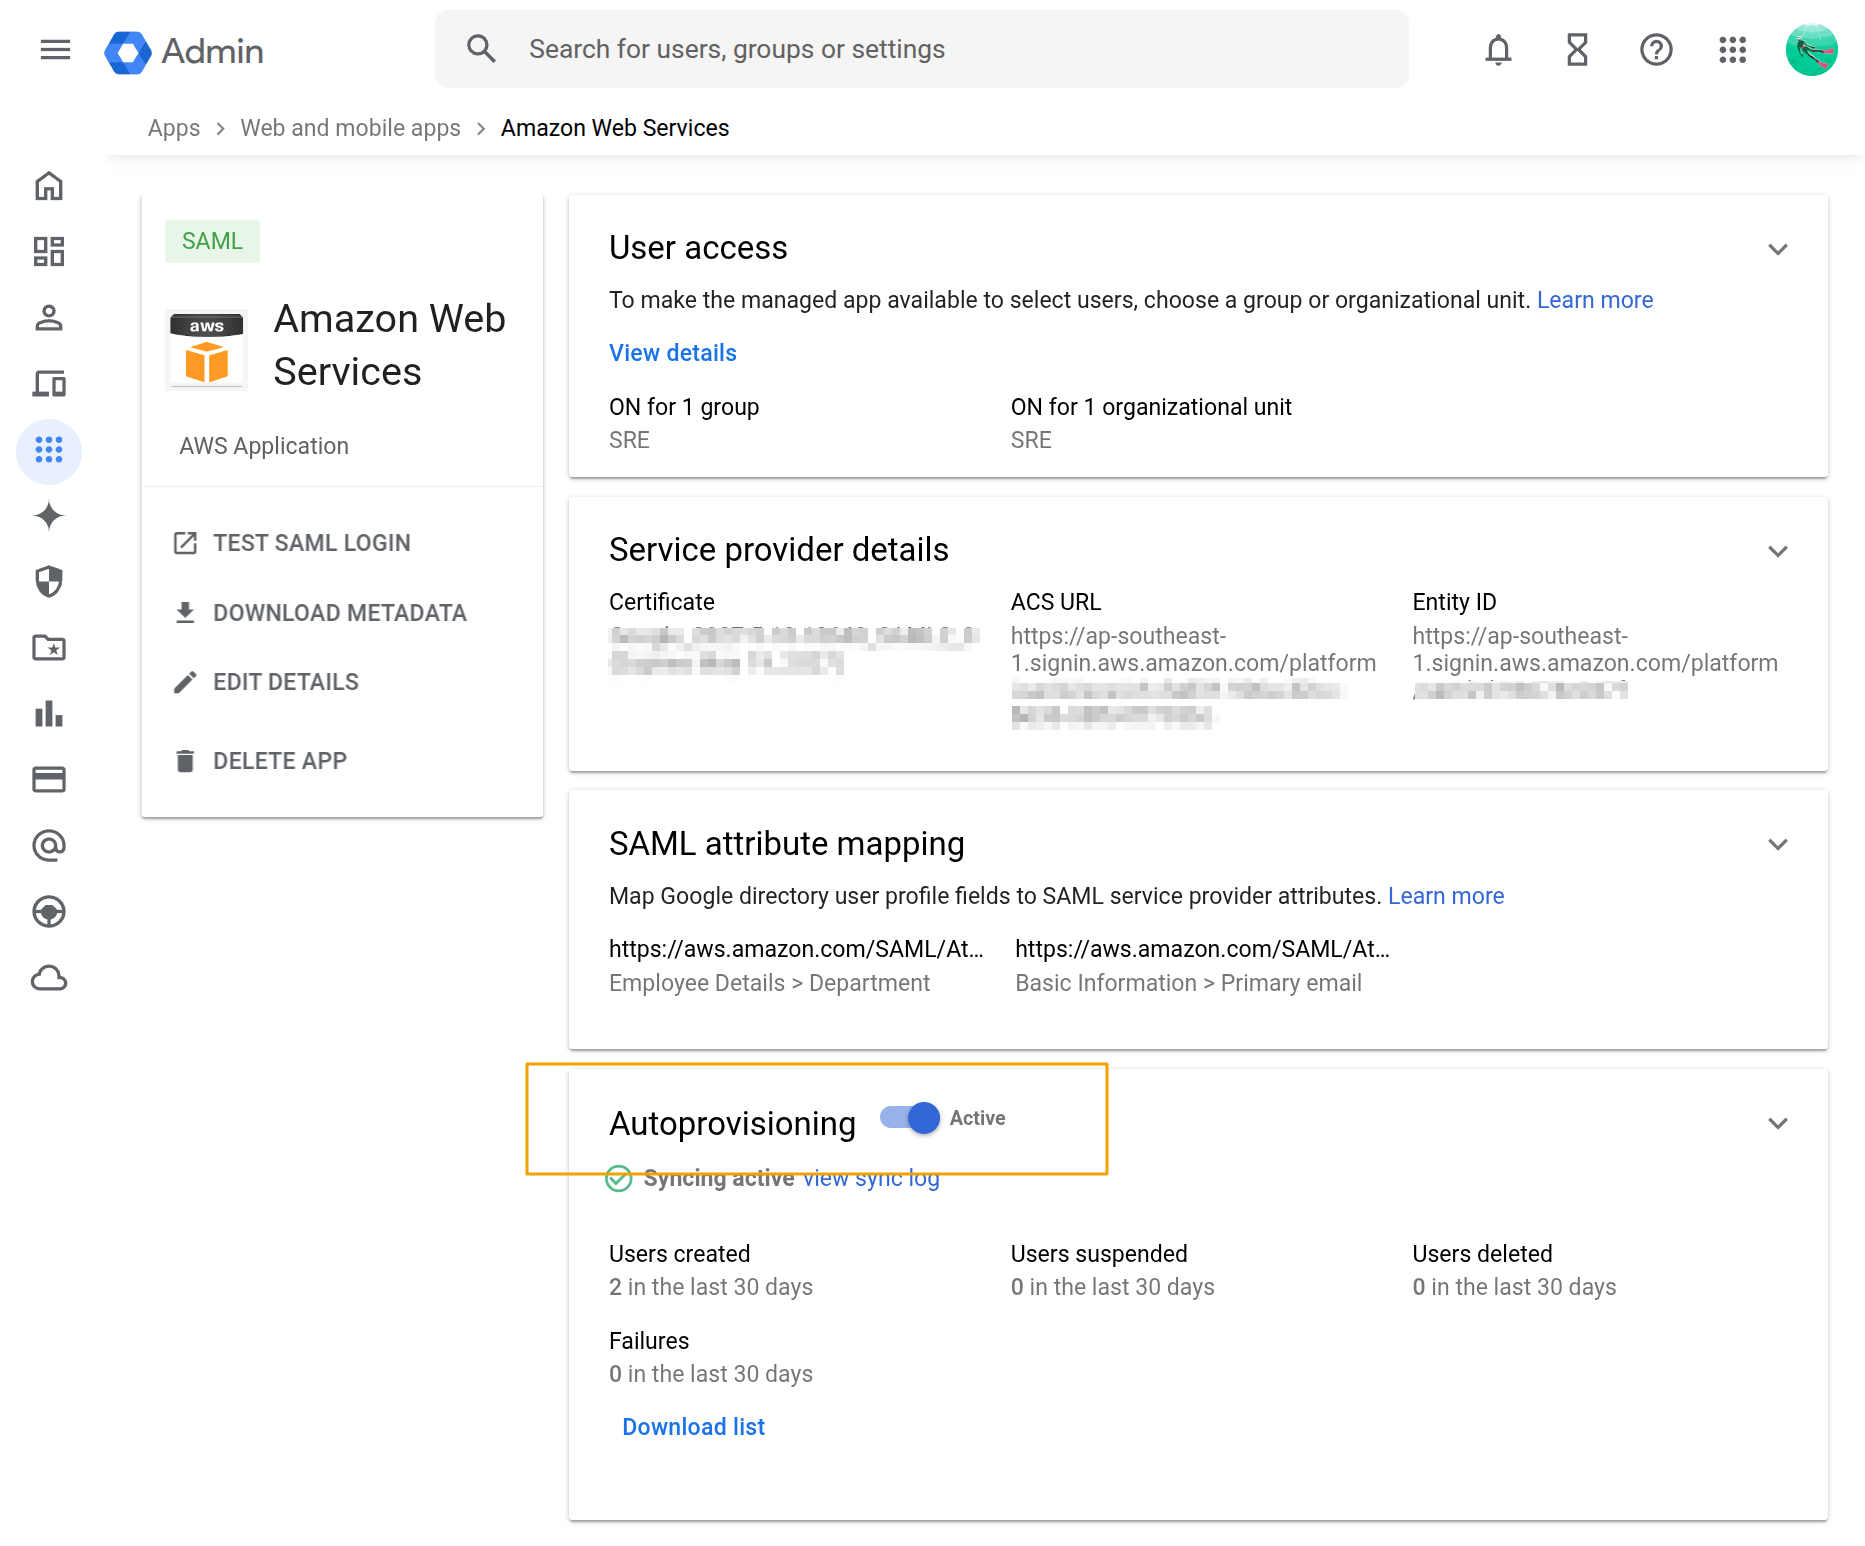 Admin
Search for users, groups or settings
Apps > Web and mobile apps > Amazon Web Services
SAML
aws
Amazon Web
Services
AWS Application
TEST SAML LOGIN
DOWNLOAD METADATA
EDIT DETAILS
DELETE APP
User access
To make the managed app available to select users, choose a group or organizational unit. Learn more
View details
ON for 1 group
SRE
ON for 1 organizational unit
SRE
Service provider details
Certificate
ACS URL
https://ap-southeast-
1.signin.aws.amazon.com/platform
Entity ID
https://ap-southeast-
1.signin.aws.amazon.com/platform
SAML attribute mapping
Map Google directory user profile fields to SAML service provider attributes. Learn more
https://aws.amazon.com/SAML/At...
Employee Details > Department
https://aws.amazon.com/SAML/At...
Basic Information > Primary email
Autoprovisioning Active
Syncing active view sync log
Users created
2 in the last 30 days
Users suspended
0 in the last 30 days
Users deleted
0 in the last 30 days
Failures
0 in the last 30 days
Download list